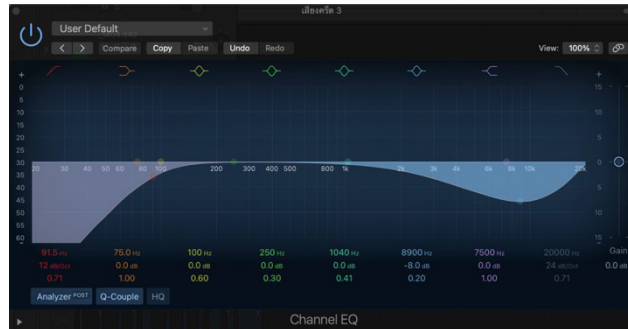 เสียงครืด 3
User Default
Compare Copy Paste Undo Redo View: 100%
+ + 15
0
5
10 10
15 5
20
25
30 0
20 30 40 50 60 80 100 200 300 400 500 800 1k 2k 3k 4k 6k 8k 10k 20k
35
40
45 5
50
55 10
60
- 15
91.5 Hz 75.0 Hz 100 Hz 250 Hz 1040 Hz 8900 Hz 7500 Hz 20000 Hz Gain
12 dB/Oct 0.0 dB 0.0 dB 0.0 dB 0.0 dB -8.0 dB 0.0 dB 24 dB/Oct 0.0 dB
0.71 1.00 0.60 0.30 0.41 0.20 1.00 0.71
Analyzer POST Q-Couple HQ
Channel EQ